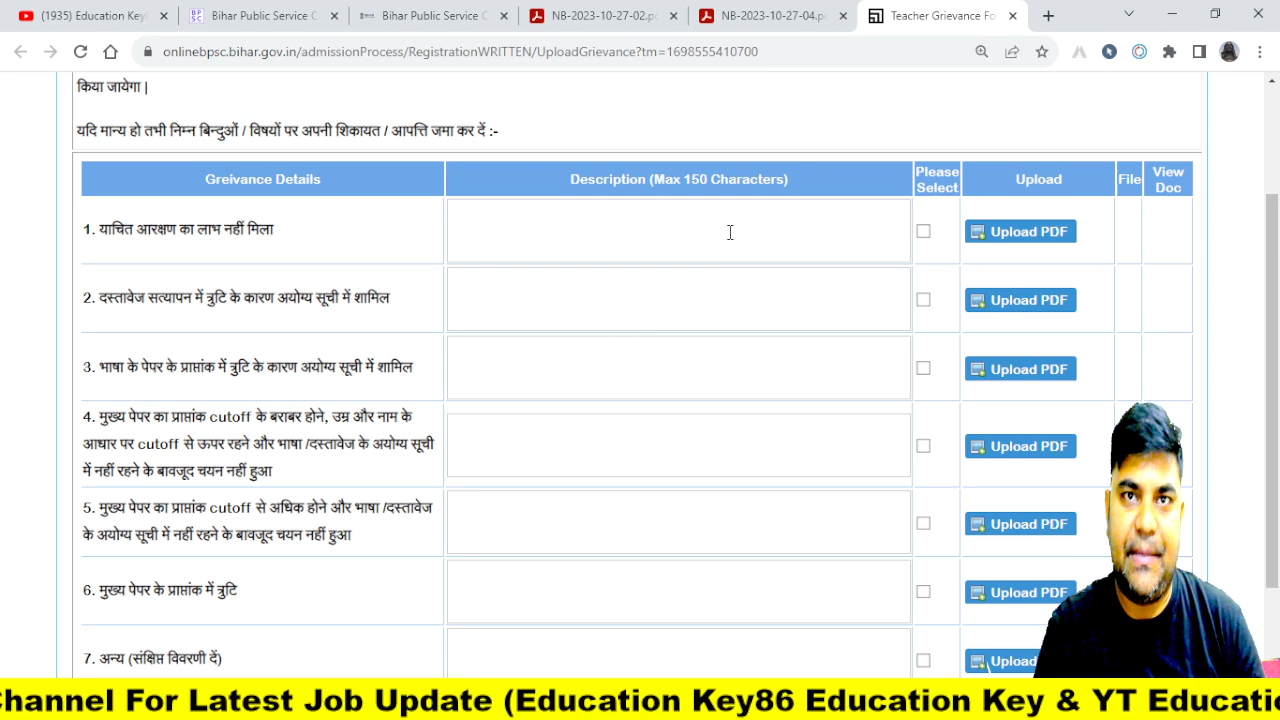 (1935) Education Key
Bihar Public Service C
Bihar Public Service C
NB-2023-10-27-02.p
NB-2023-10-27-04.p
Teacher Grievance Fo
onlinebpsc.bihar.gov.in/admissionProcess/RegistrationWRITTEN/UploadGrievance?tm=1698555410700
किया जायेगा |
यदि मान्य हो तभी निम्न बिन्दुओं / विषयों पर अपनी शिकायत / आपत्ति जमा कर दें :-
Greivance Details Description (Max 150 Characters) Please Select Upload File View Doc
1. याचित आरक्षण का लाभ नहीं मिला Upload PDF
2. दस्तावेज सत्यापन में त्रुटि के कारण अयोग्य सूची में शामिल Upload PDF
3. भाषा के पेपर के प्राप्तांक में त्रुटि के कारण अयोग्य सूची में शामिल Upload PDF
4. मुख्य पेपर का प्राप्तांक cutoff के बराबर होने, उम्र और नाम के
आधार पर cutoff से ऊपर रहने और भाषा /दस्तावेज के अयोग्य सूची Upload PDF
में नहीं रहने के बावजूद चयन नहीं हुआ
5. मुख्य पेपर का प्राप्तांक cutoff से अधिक होने और भाषा /दस्तावेज
के अयोग्य सूची में नहीं रहने के बावजूद चयन नहीं हुआ Upload PDF
6. मुख्य पेपर के प्राप्तांक में त्रुटि Upload PDF
7. अन्य (संक्षिप्त विवरणी दें) Upload
Channel For Latest Job Update (Education Key86 Education Key & YT Educatio